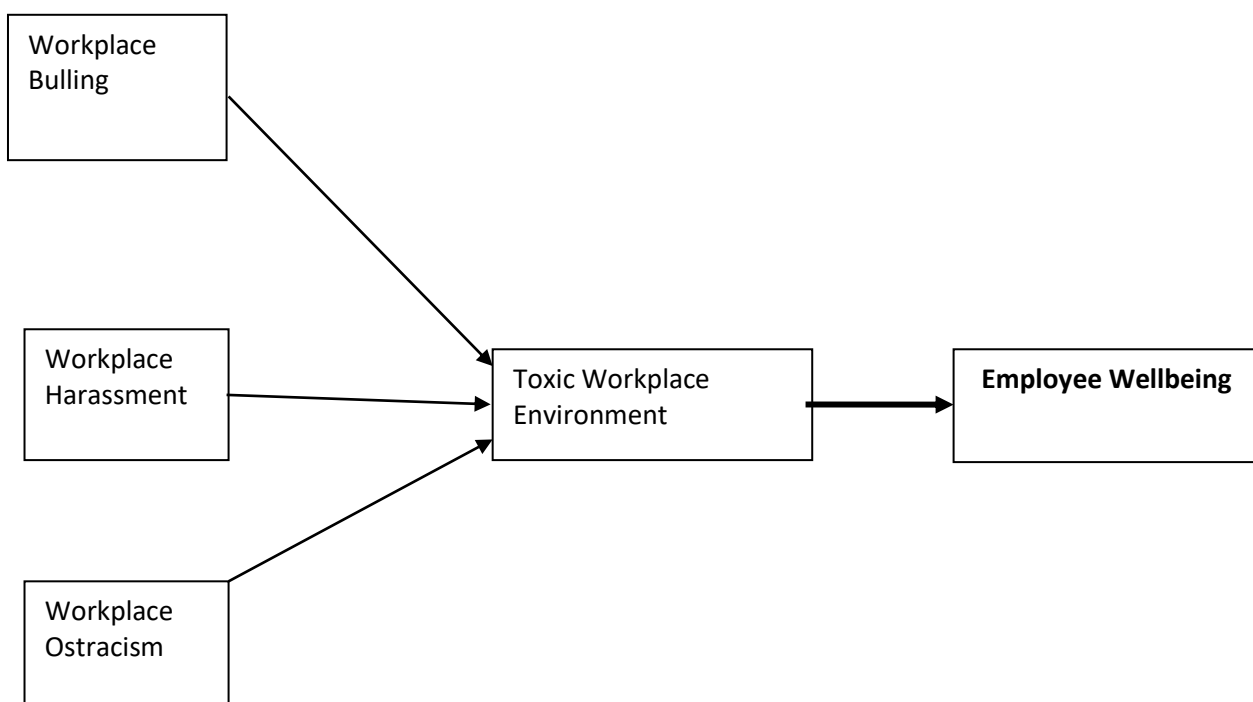 Workplace
Bulling
Workplace
Harassment
Toxic Workplace
Environment
Employee Wellbeing
Workplace
Ostracism